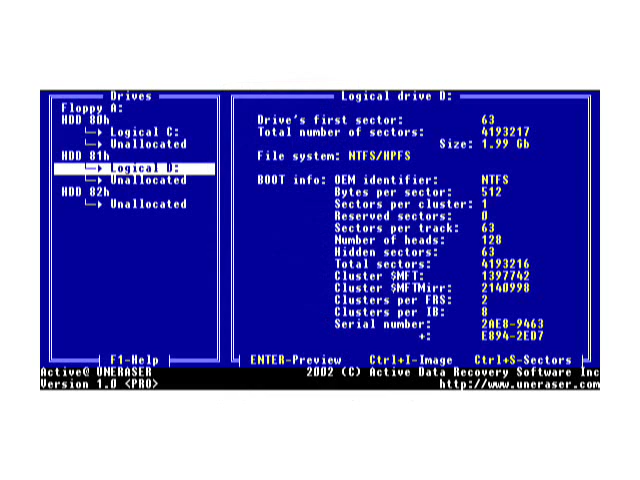 Drives
Floppy A:
HDD 80h
Logical C:
Unallocated
HDD 81h
Logical D:
Unallocated
HDD 82h
Unallocated
F1-Help
Logical drive D:
Drive's first sector: 63
Total number of sectors: 4193217
Size: 1.99 Gb
File system: NTFS/HPFS
BOOT info: OEM identifier: NTFS
Bytes per sector: 512
Sectors per cluster: 1
Reserved sectors: 0
Sectors per track: 63
Number of heads: 128
Hidden sectors: 63
Total sectors: 4193216
Cluster $MFT: 1397742
Cluster $MFTMirr: 2140998
Clusters per FRS: 2
Clusters per IB: 8
Serial number: 2AE8-9463
+: E894-2ED7
ENTER-Preview Ctrl+I-Image Ctrl+S-Sectors
Active@ UNERASER 2002 (C) Active Data Recovery Software Inc
Version 1.0 <PRO> http://www.uneraser.com